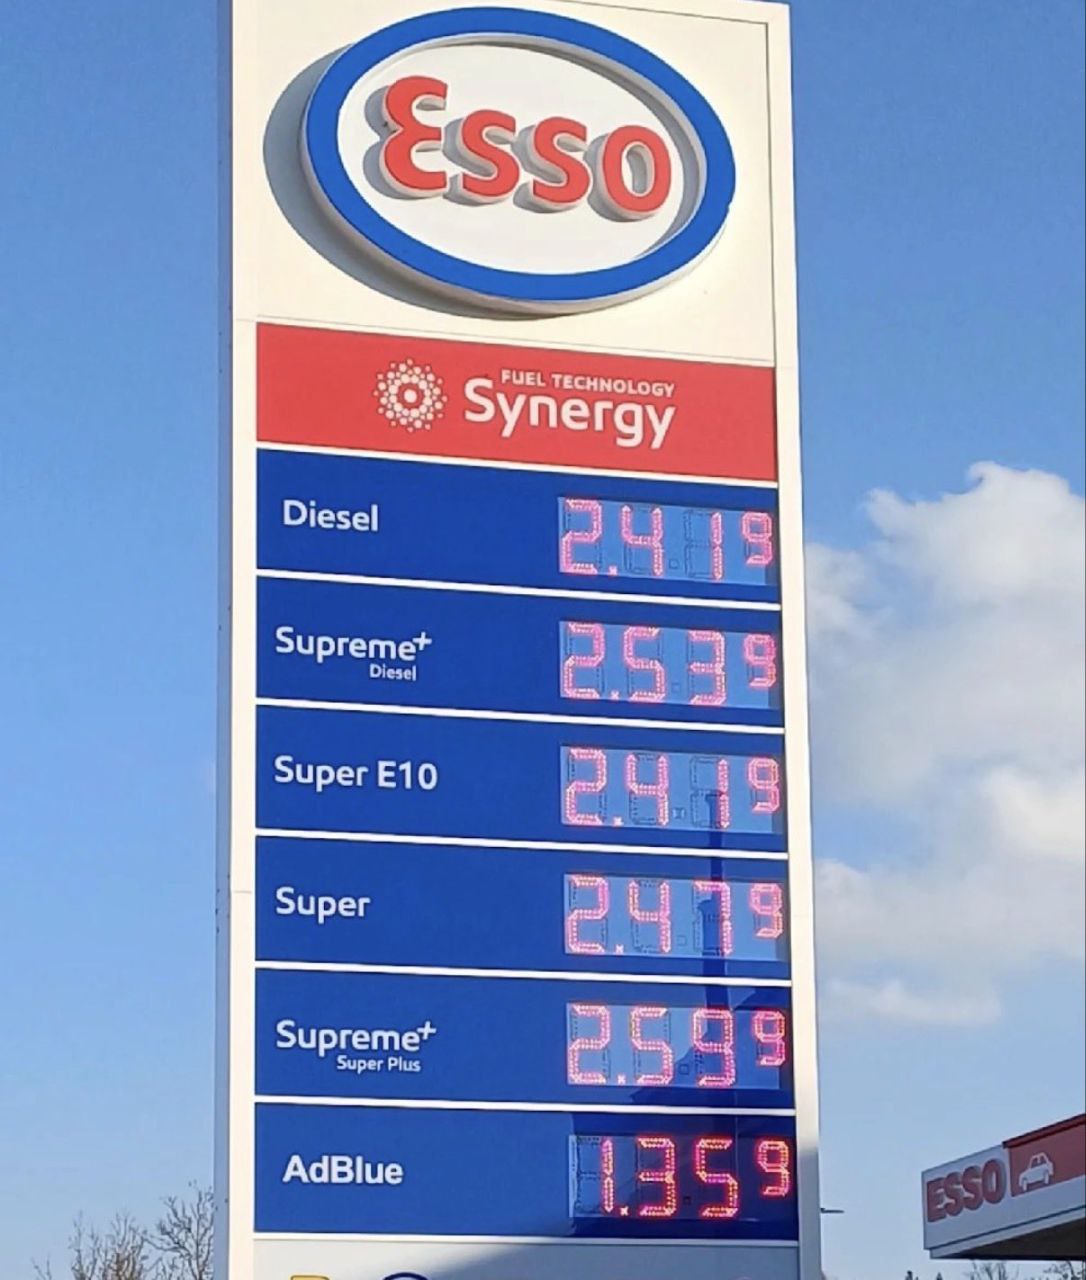 Esso
FUEL TECHNOLOGY
Synergy
Diesel 2.419
Supreme+ 2.539
Diesel
Super E10 2.419
Super 2.479
Supreme+ 2.599
Super Plus
AdBlue 1.359
ESSO